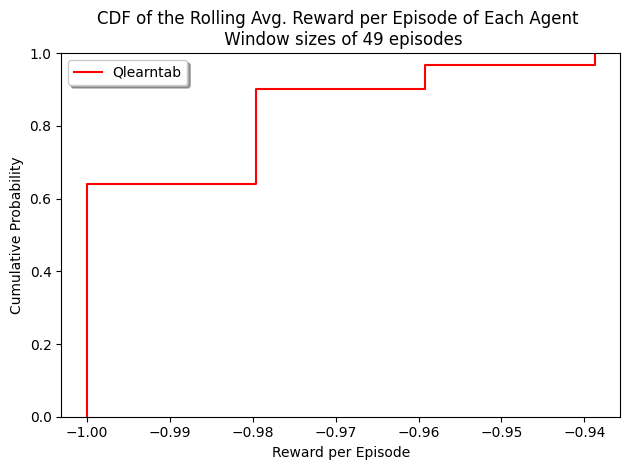 CDF of the Rolling Avg. Reward per Episode of Each Agent
Window sizes of 49 episodes
Qlearntab
1.0
0.8
0.6
0.4
0.2
0.0
Cumulative Probability
−1.00 −0.99 −0.98 −0.97 −0.96 −0.95 −0.94
Reward per Episode